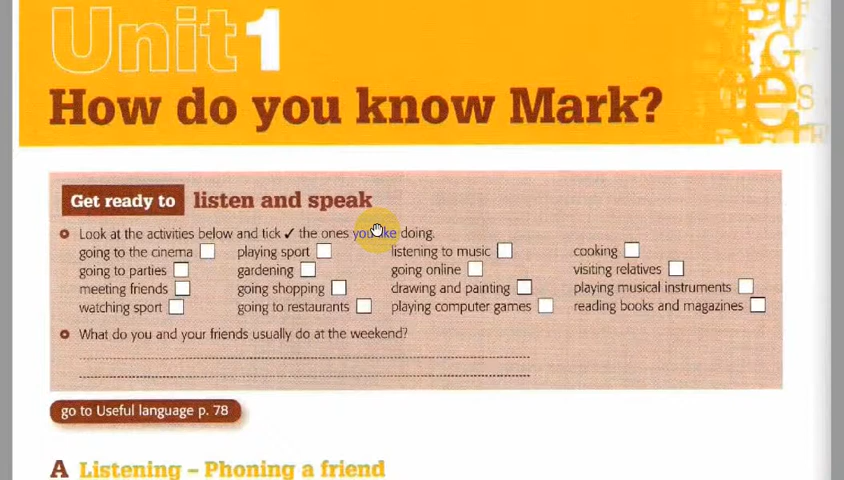 Unit 1
How do you know Mark?
Get ready to listen and speak
Look at the activities below and tick ✓ the ones you like doing.
going to the cinema playing sport listening to music cooking
going to parties gardening going online visiting relatives
meeting friends going shopping drawing and painting playing musical instruments
watching sport going to restaurants playing computer games reading books and magazines
What do you and your friends usually do at the weekend?
go to Useful language p. 78
A Listening – Phoning a friend